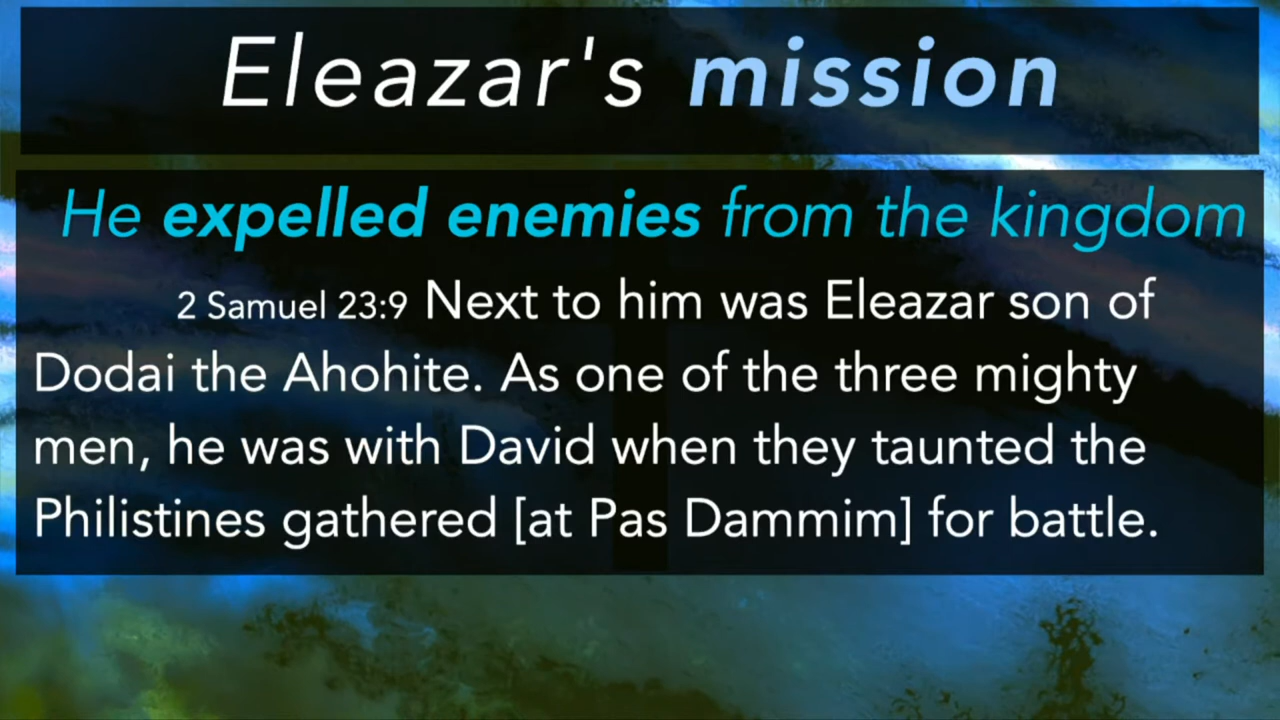 Eleazar's mission
He expelled enemies from the kingdom
2 Samuel 23:9 Next to him was Eleazar son of
Dodai the Ahohite. As one of the three mighty
men, he was with David when they taunted the
Philistines gathered [at Pas Dammim] for battle.